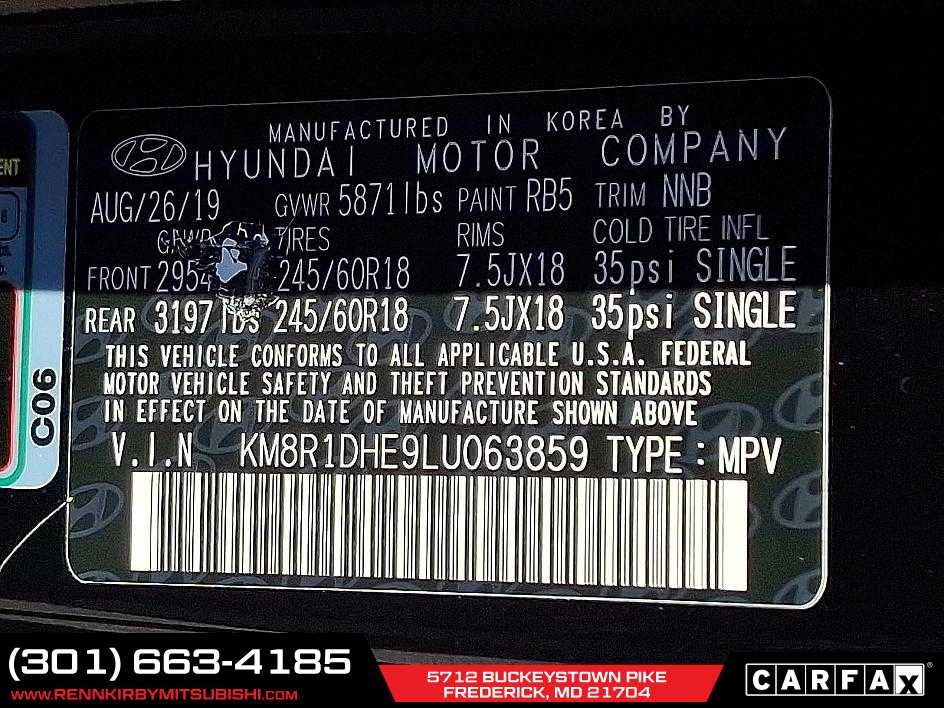 MANUFACTURED IN KOREA BY
HYUNDAI MOTOR COMPANY
AUG/26/19 GVWR 5871lbs PAINT RB5 TRIM NNB
TIRES RIMS COLD TIRE INFL
FRONT 2954 245/60R18 7.5JX18 35psi SINGLE
REAR 3197 lbs 245/60R18 7.5JX18 35psi SINGLE
THIS VEHICLE CONFORMS TO ALL APPLICABLE U.S.A. FEDERAL
MOTOR VEHICLE SAFETY AND THEFT PREVENTION STANDARDS
IN EFFECT ON THE DATE OF MANUFACTURE SHOWN ABOVE
V.I.N KM8R1DHE9LU063859 TYPE : MPV
C06
(301) 663-4185
WWW.RENNKIRBYMITSUBISHI.COM
5712 BUCKEYSTOWN PIKE
FREDERICK, MD 21704
CARFAX